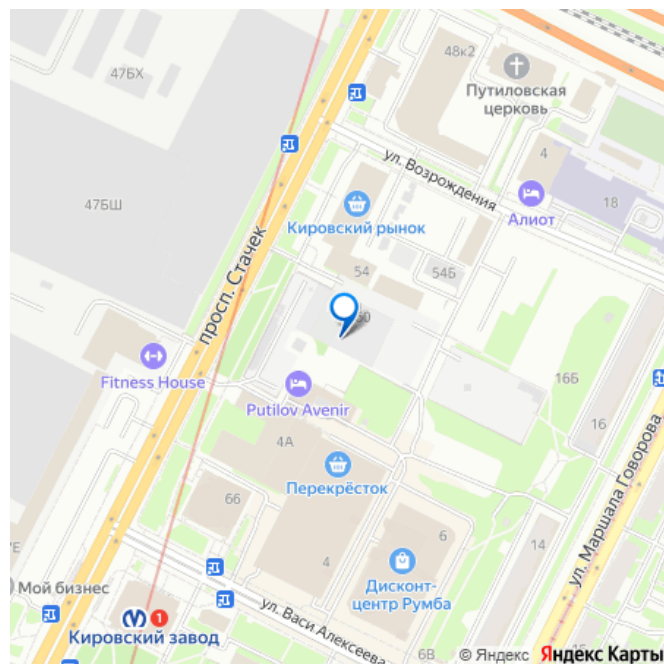 48к2
47БХ
Путиловская
церковь
ул. Возрождения
4
18
47БШ
Алиот
Кировский рынок
просп. Стачек
54
54Б
60
Fitness House
Putilov Avenir
16Б
16
4А
Перекрёсток
66
ул. Маршала Говорова
6
14
4
Дисконт-
центр Румба
Мой бизнес
1
Кировский завод
ул. Васи Алексеева
6В
© Яндекс Яндекс Карты